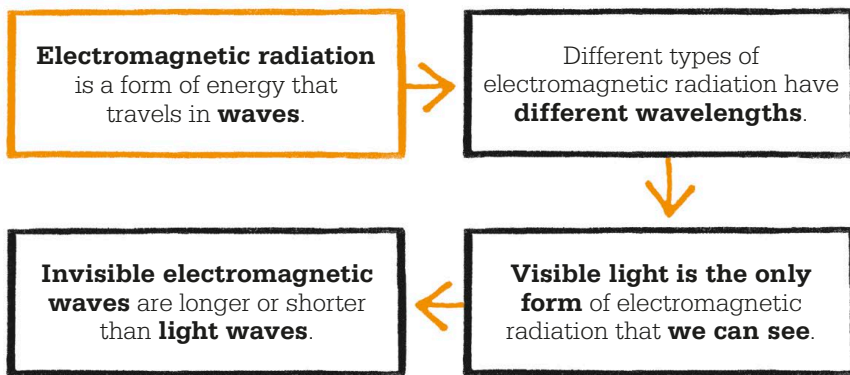 Electromagnetic radiation
is a form of energy that
travels in waves.
Different types of
electromagnetic radiation have
different wavelengths.
Visible light is the only
form of electromagnetic
radiation that we can see.
Invisible electromagnetic
waves are longer or shorter
than light waves.